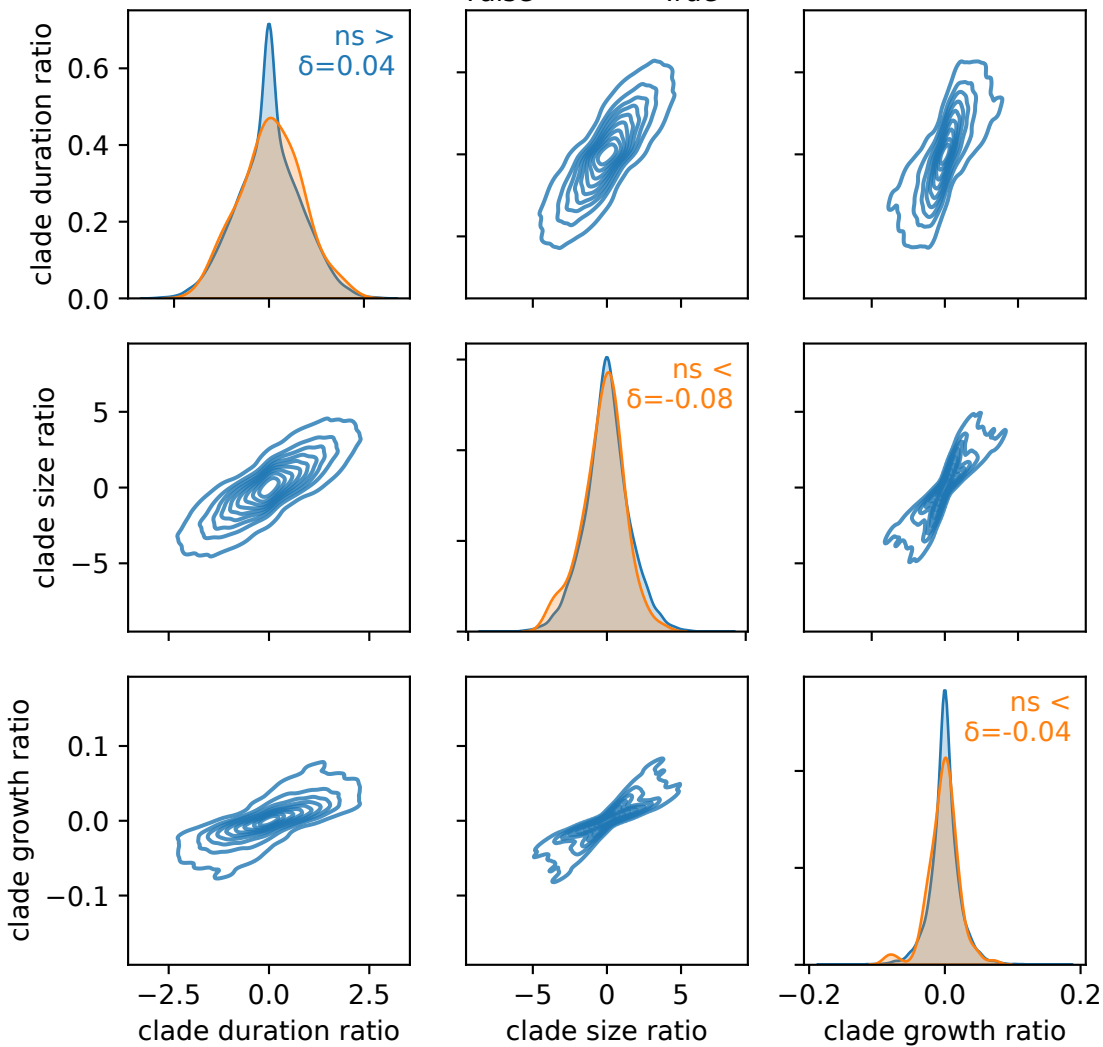 clade duration ratio
0.6
0.4
0.2
0.0
ns >
δ=0.04
clade size ratio
5
0
−5
ns <
δ=-0.08
clade growth ratio
0.1
0.0
−0.1
ns <
δ=-0.04
−2.5
0.0
2.5
−5
0
5
−0.2
0.0
0.2
clade duration ratio
clade size ratio
clade growth ratio